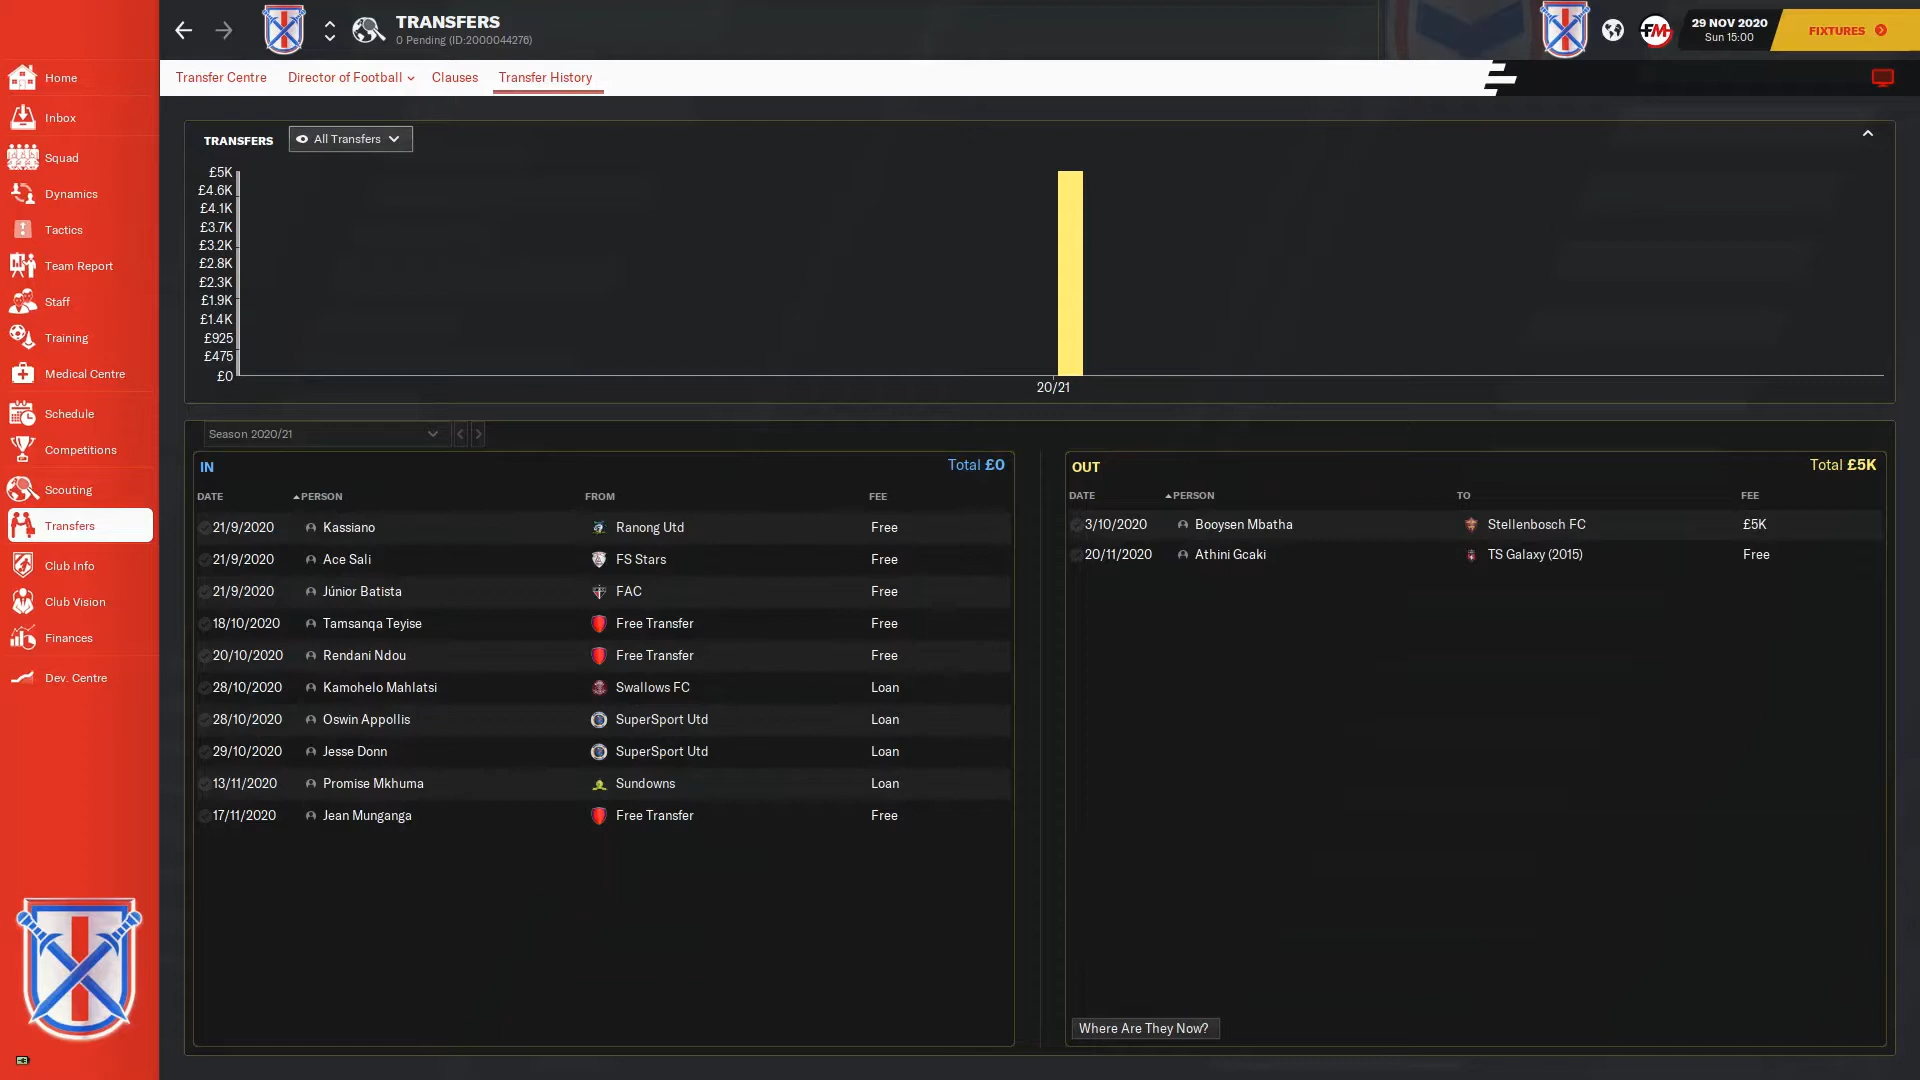 TRANSFERS
0 Pending (ID:2000044276)
29 NOV 2020
Sun 15:00
FIXTURES
FM
Home
Inbox
Squad
Dynamics
Tactics
Team Report
Staff
Training
Medical Centre
Schedule
Competitions
Scouting
Transfers
Club Info
Club Vision
Finances
Dev. Centre
Transfer Centre Director of Football Clauses Transfer History
TRANSFERS All Transfers
£5K
£4.6K
£4.1K
£3.7K
£3.2K
£2.8K
£2.3K
£1.9K
£1.4K
£925
£475
£0
20/21
Season 2020/21
IN Total £0
DATE PERSON FROM FEE
21/9/2020 Kassiano Ranong Utd Free
21/9/2020 Ace Sali FS Stars Free
21/9/2020 Júnior Batista FAC Free
18/10/2020 Tamsanqa Teyise Free Transfer Free
20/10/2020 Rendani Ndou Free Transfer Free
28/10/2020 Kamohelo Mahlatsi Swallows FC Loan
28/10/2020 Oswin Appollis SuperSport Utd Loan
29/10/2020 Jesse Donn SuperSport Utd Loan
13/11/2020 Promise Mkhuma Sundowns Loan
17/11/2020 Jean Munganga Free Transfer Free
OUT Total £5K
DATE PERSON TO FEE
3/10/2020 Booysen Mbatha Stellenbosch FC £5K
20/11/2020 Athini Gcaki TS Galaxy (2015) Free
Where Are They Now?